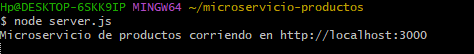 Hp@DESKTOP-6SKK9IP MINGW64 ~/microservicio-productos
$ node server.js
Microservicio de productos corriendo en http://localhost:3000